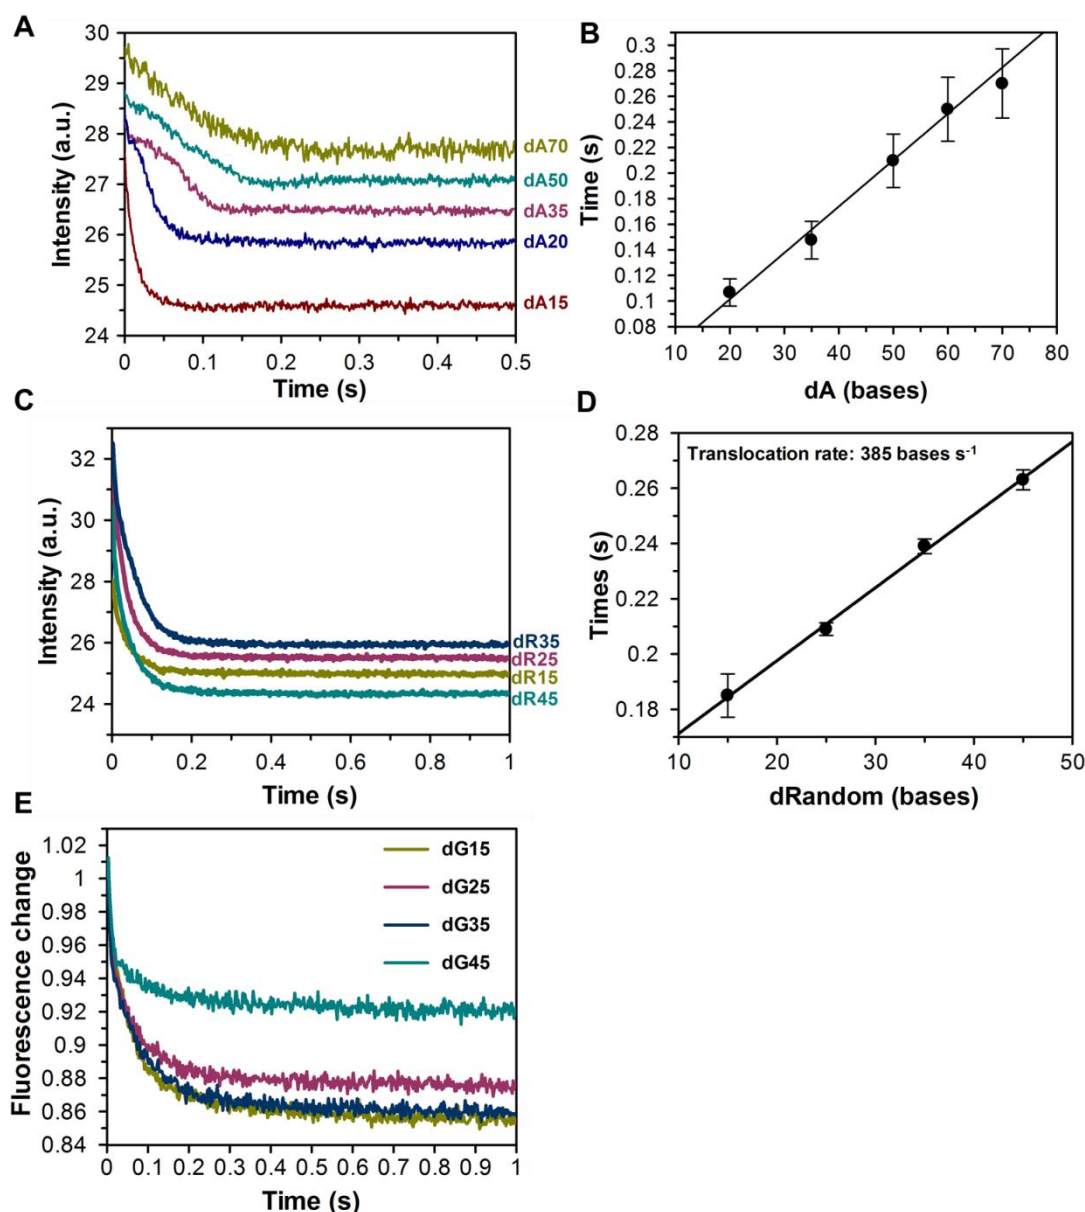 A
30
29
28
27
26
25
24
Intensity (a.u.)
dA70
dA50
dA35
dA20
dA15
0 0.1 0.2 0.3 0.4 0.5
Time (s)
B
0.3
0.28
0.26
0.24
0.22
0.2
0.18
0.16
0.14
0.12
0.1
0.08
Time (s)
10 20 30 40 50 60 70 80
dA (bases)
C
32
30
28
26
24
Intensity (a.u.)
dR35
dR25
dR15
dR45
0 0.2 0.4 0.6 0.8 1
Time (s)
D
Translocation rate: 385 bases s⁻¹
0.28
0.26
0.24
0.22
0.2
0.18
Times (s)
10 20 30 40 50
dRandom (bases)
E
1.02
1
0.98
0.96
0.94
0.92
0.9
0.88
0.86
0.84
Fluorescence change
dG15
dG25
dG35
dG45
0 0.1 0.2 0.3 0.4 0.5 0.6 0.7 0.8 0.9 1
Time (s)